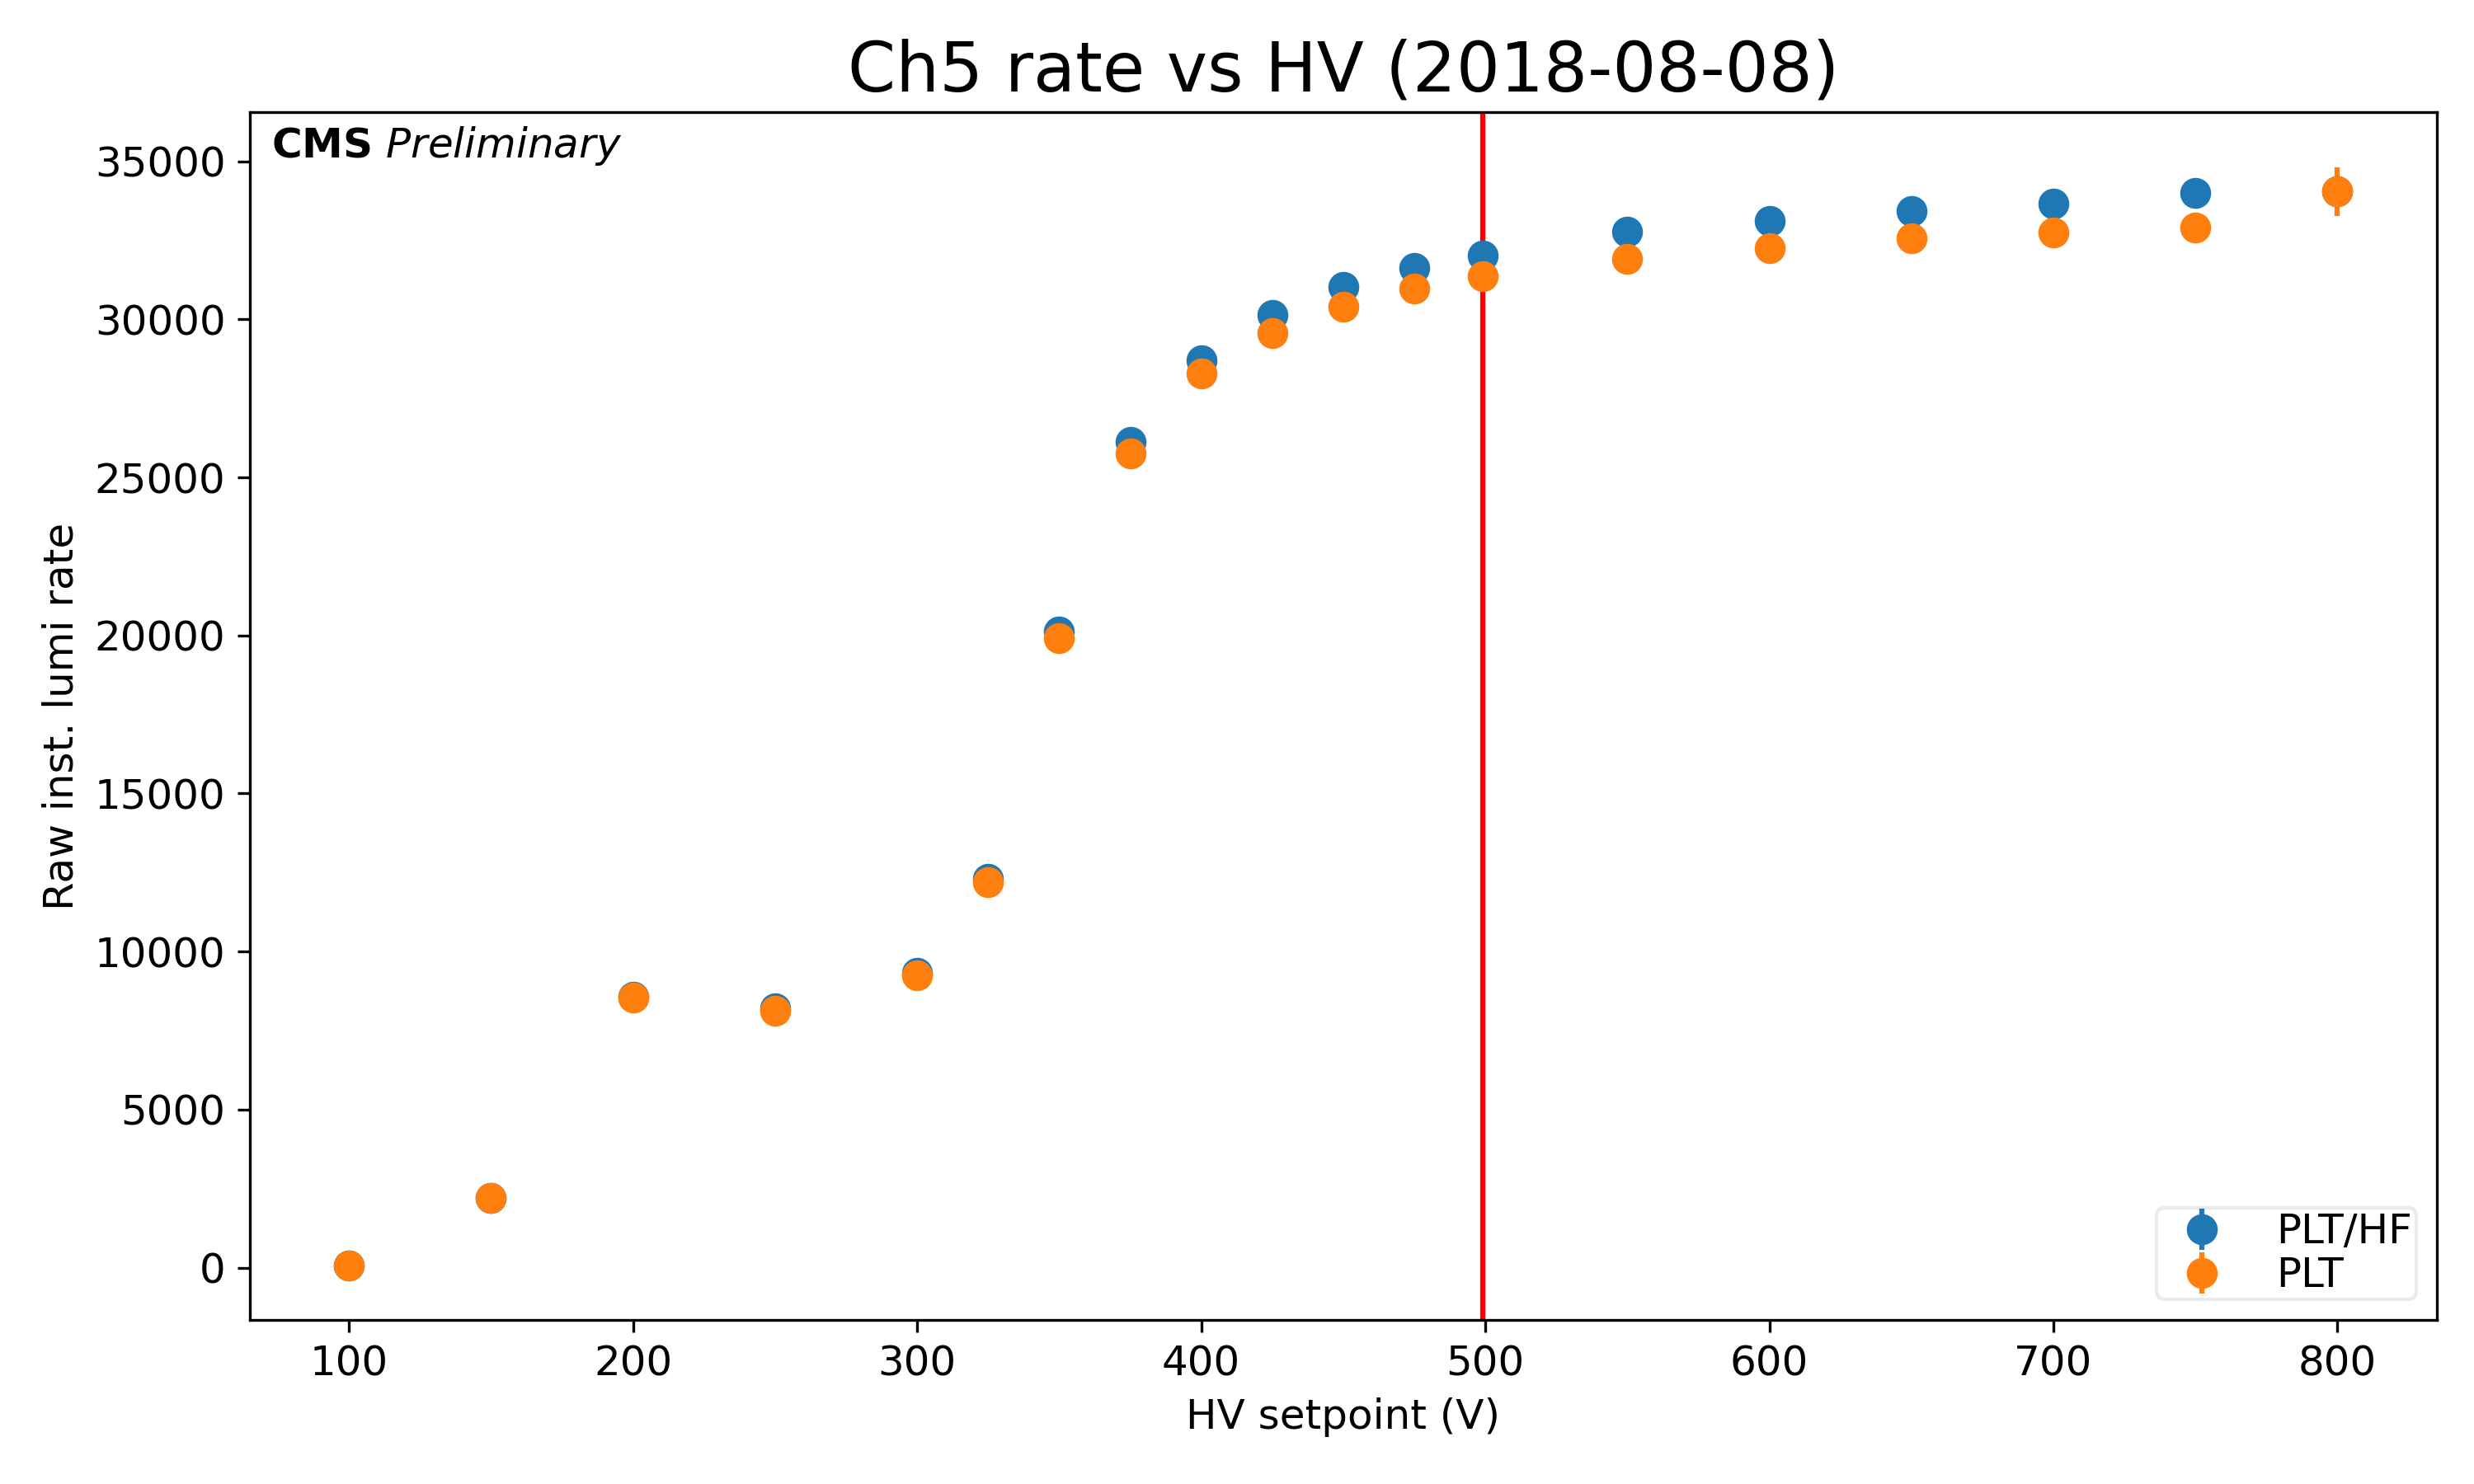 Ch5 rate vs HV (2018-08-08)
CMS Preliminary
35000
30000
25000
20000
15000
10000
5000
0
Raw inst. lumi rate
100 200 300 400 500 600 700 800
HV setpoint (V)
PLT/HF
PLT